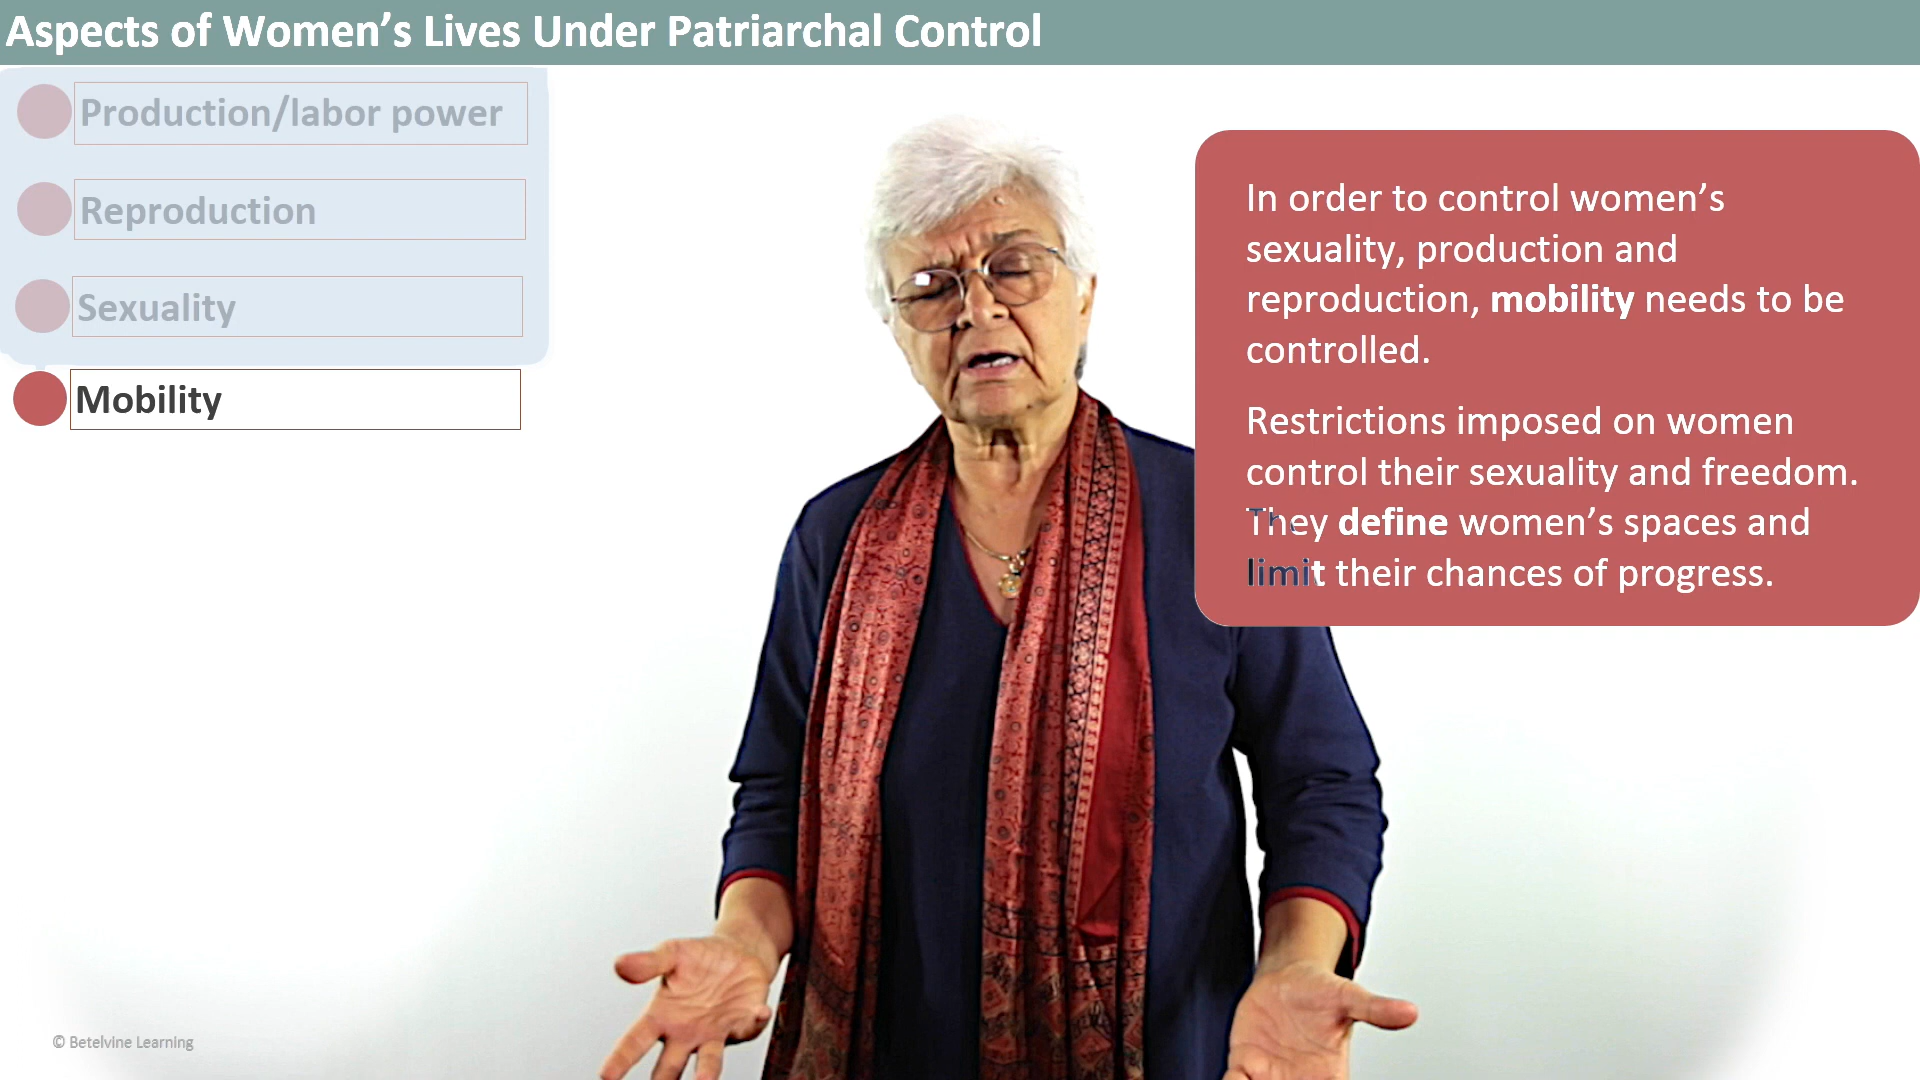 Aspects of Women’s Lives Under Patriarchal Control
Production/labor power
Reproduction
Sexuality
Mobility
In order to control women’s
sexuality, production and
reproduction, mobility needs to be
controlled.
Restrictions imposed on women
control their sexuality and freedom.
They define women’s spaces and
limit their chances of progress.
© Betelvine Learning